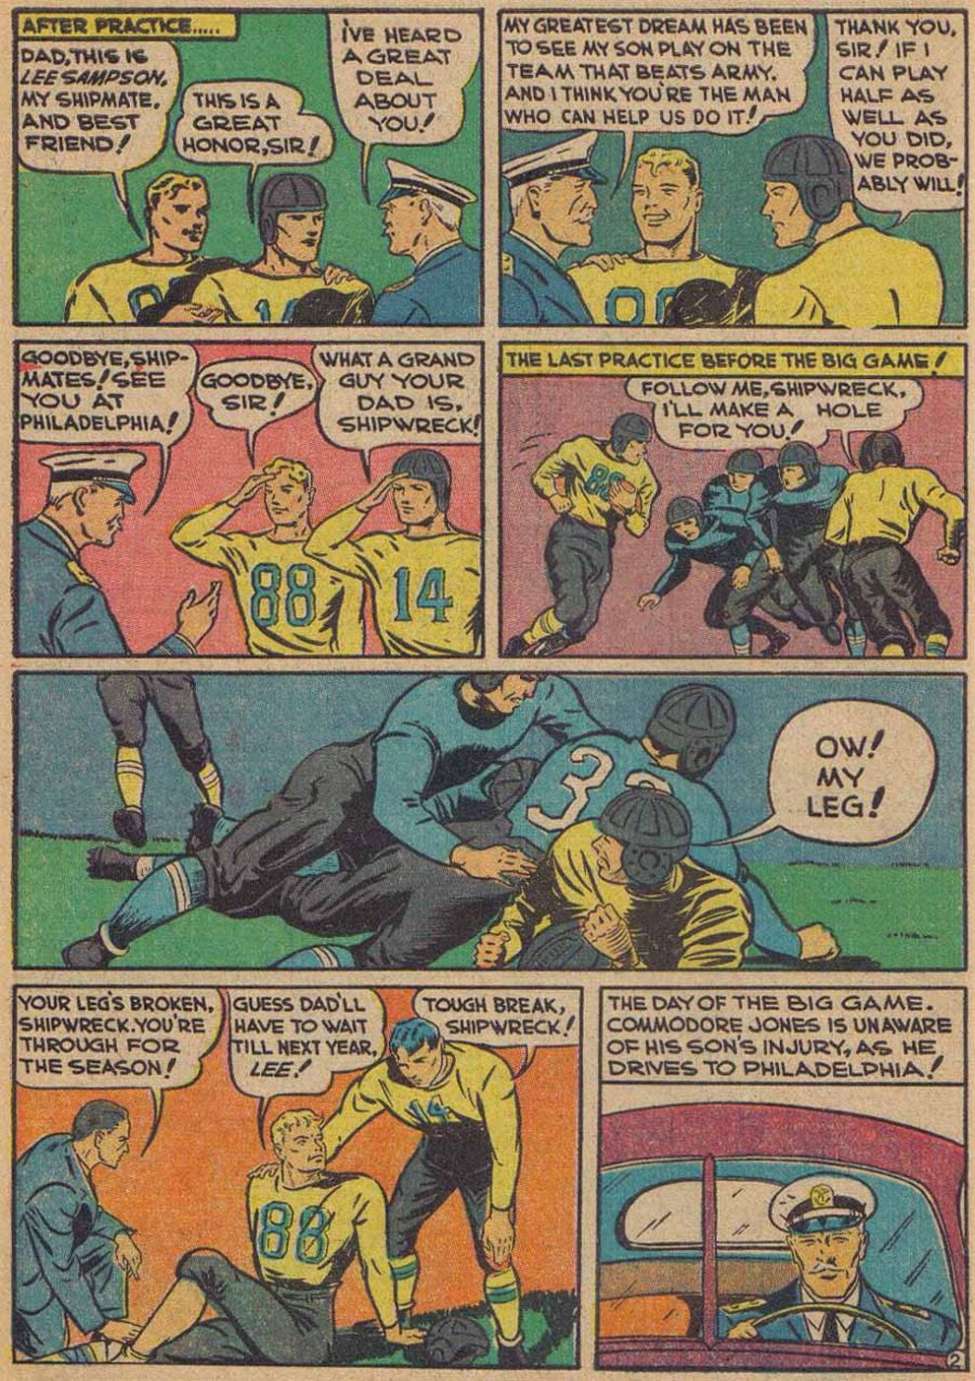 AFTER PRACTICE.....
DAD, THIS IS
LEE SAMPSON,
MY SHIPMATE,
AND BEST
FRIEND!
THIS IS A
GREAT
HONOR, SIR!
I'VE HEARD
A GREAT
DEAL
ABOUT
YOU!
MY GREATEST DREAM HAS BEEN
TO SEE MY SON PLAY ON THE
TEAM THAT BEATS ARMY.
AND I THINK YOU'RE THE MAN
WHO CAN HELP US DO IT!
THANK YOU,
SIR! IF I
CAN PLAY
HALF AS
WELL AS
YOU DID,
WE PROB-
ABLY WILL!
88
GOODBYE, SHIP-
MATES! SEE
YOU AT
PHILADELPHIA!
GOODBYE,
SIR!
WHAT A GRAND
GUY YOUR
DAD IS,
SHIPWRECK!
88
14
THE LAST PRACTICE BEFORE THE BIG GAME!
FOLLOW ME, SHIPWRECK,
I'LL MAKE A HOLE
FOR YOU!
88
OW!
MY
LEG!
YOUR LEG'S BROKEN,
SHIPWRECK. YOU'RE
THROUGH FOR
THE SEASON!
GUESS DAD'LL
HAVE TO WAIT
TILL NEXT YEAR,
LEE!
TOUGH BREAK,
SHIPWRECK!
14
88
THE DAY OF THE BIG GAME.
COMMODORE JONES IS UNAWARE
OF HIS SON'S INJURY, AS HE
DRIVES TO PHILADELPHIA!
2